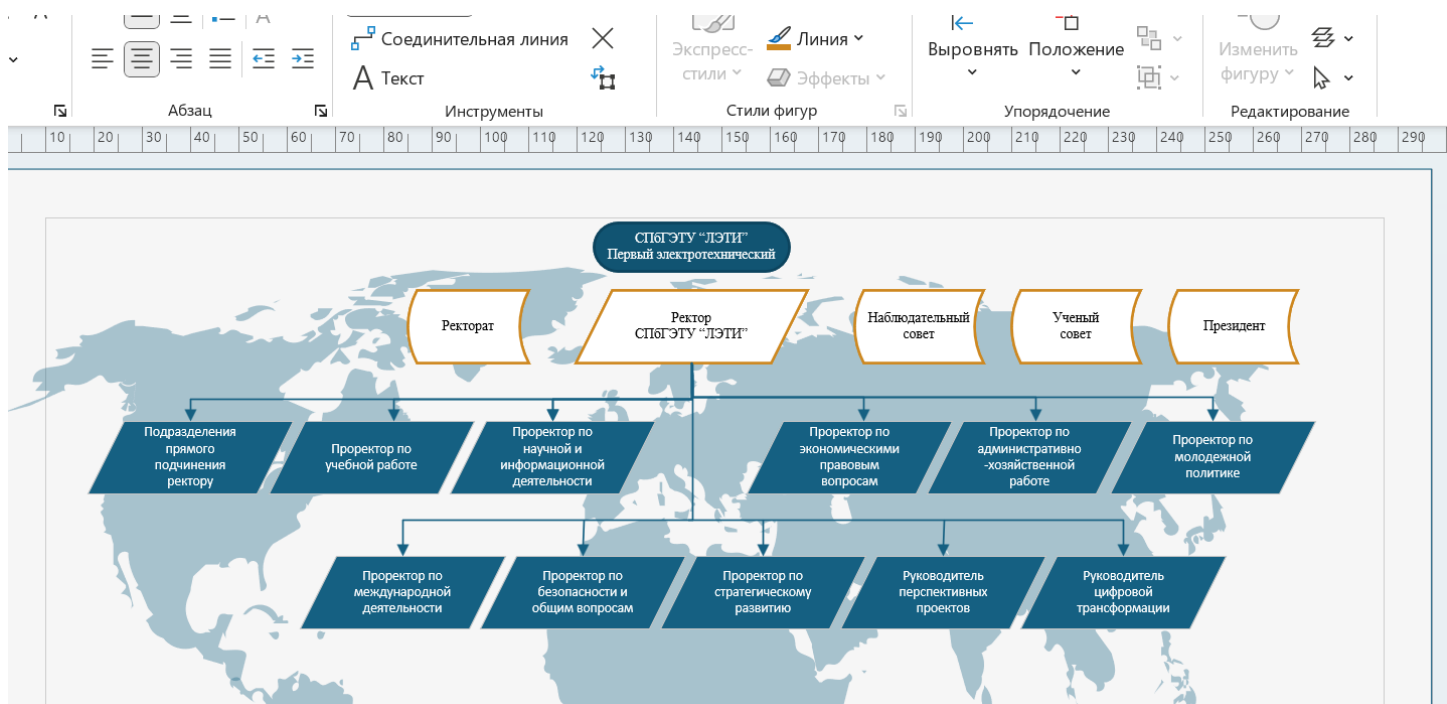 Соединительная линия
Текст
Экспресс-
стили
Линия
Эффекты
Выровнять
Положение
Изменить
фигуру
Абзац
Инструменты
Стили фигур
Упорядочение
Редактирование
10 20 30 40 50 60 70 80 90 100 110 120 130 140 150 160 170 180 190 200 210 220 230 240 250 260 270 280 290
СПбГЭТУ “ЛЭТИ”
Первый электротехнический
Ректорат
Ректор
СПбГЭТУ “ЛЭТИ”
Наблюдательный
совет
Ученый
совет
Президент
Подразделения
прямого
подчинения
ректору
Проректор по
учебной работе
Проректор по
научной и
информационной
деятельности
Проректор по
экономическими
правовым
вопросам
Проректор по
административно
-хозяйственной
работе
Проректор по
молодежной
политике
Проректор по
международной
деятельности
Проректор по
безопасности и
общим вопросам
Проректор по
стратегическому
развитию
Руководитель
перспективных
проектов
Руководитель
цифровой
трансформации